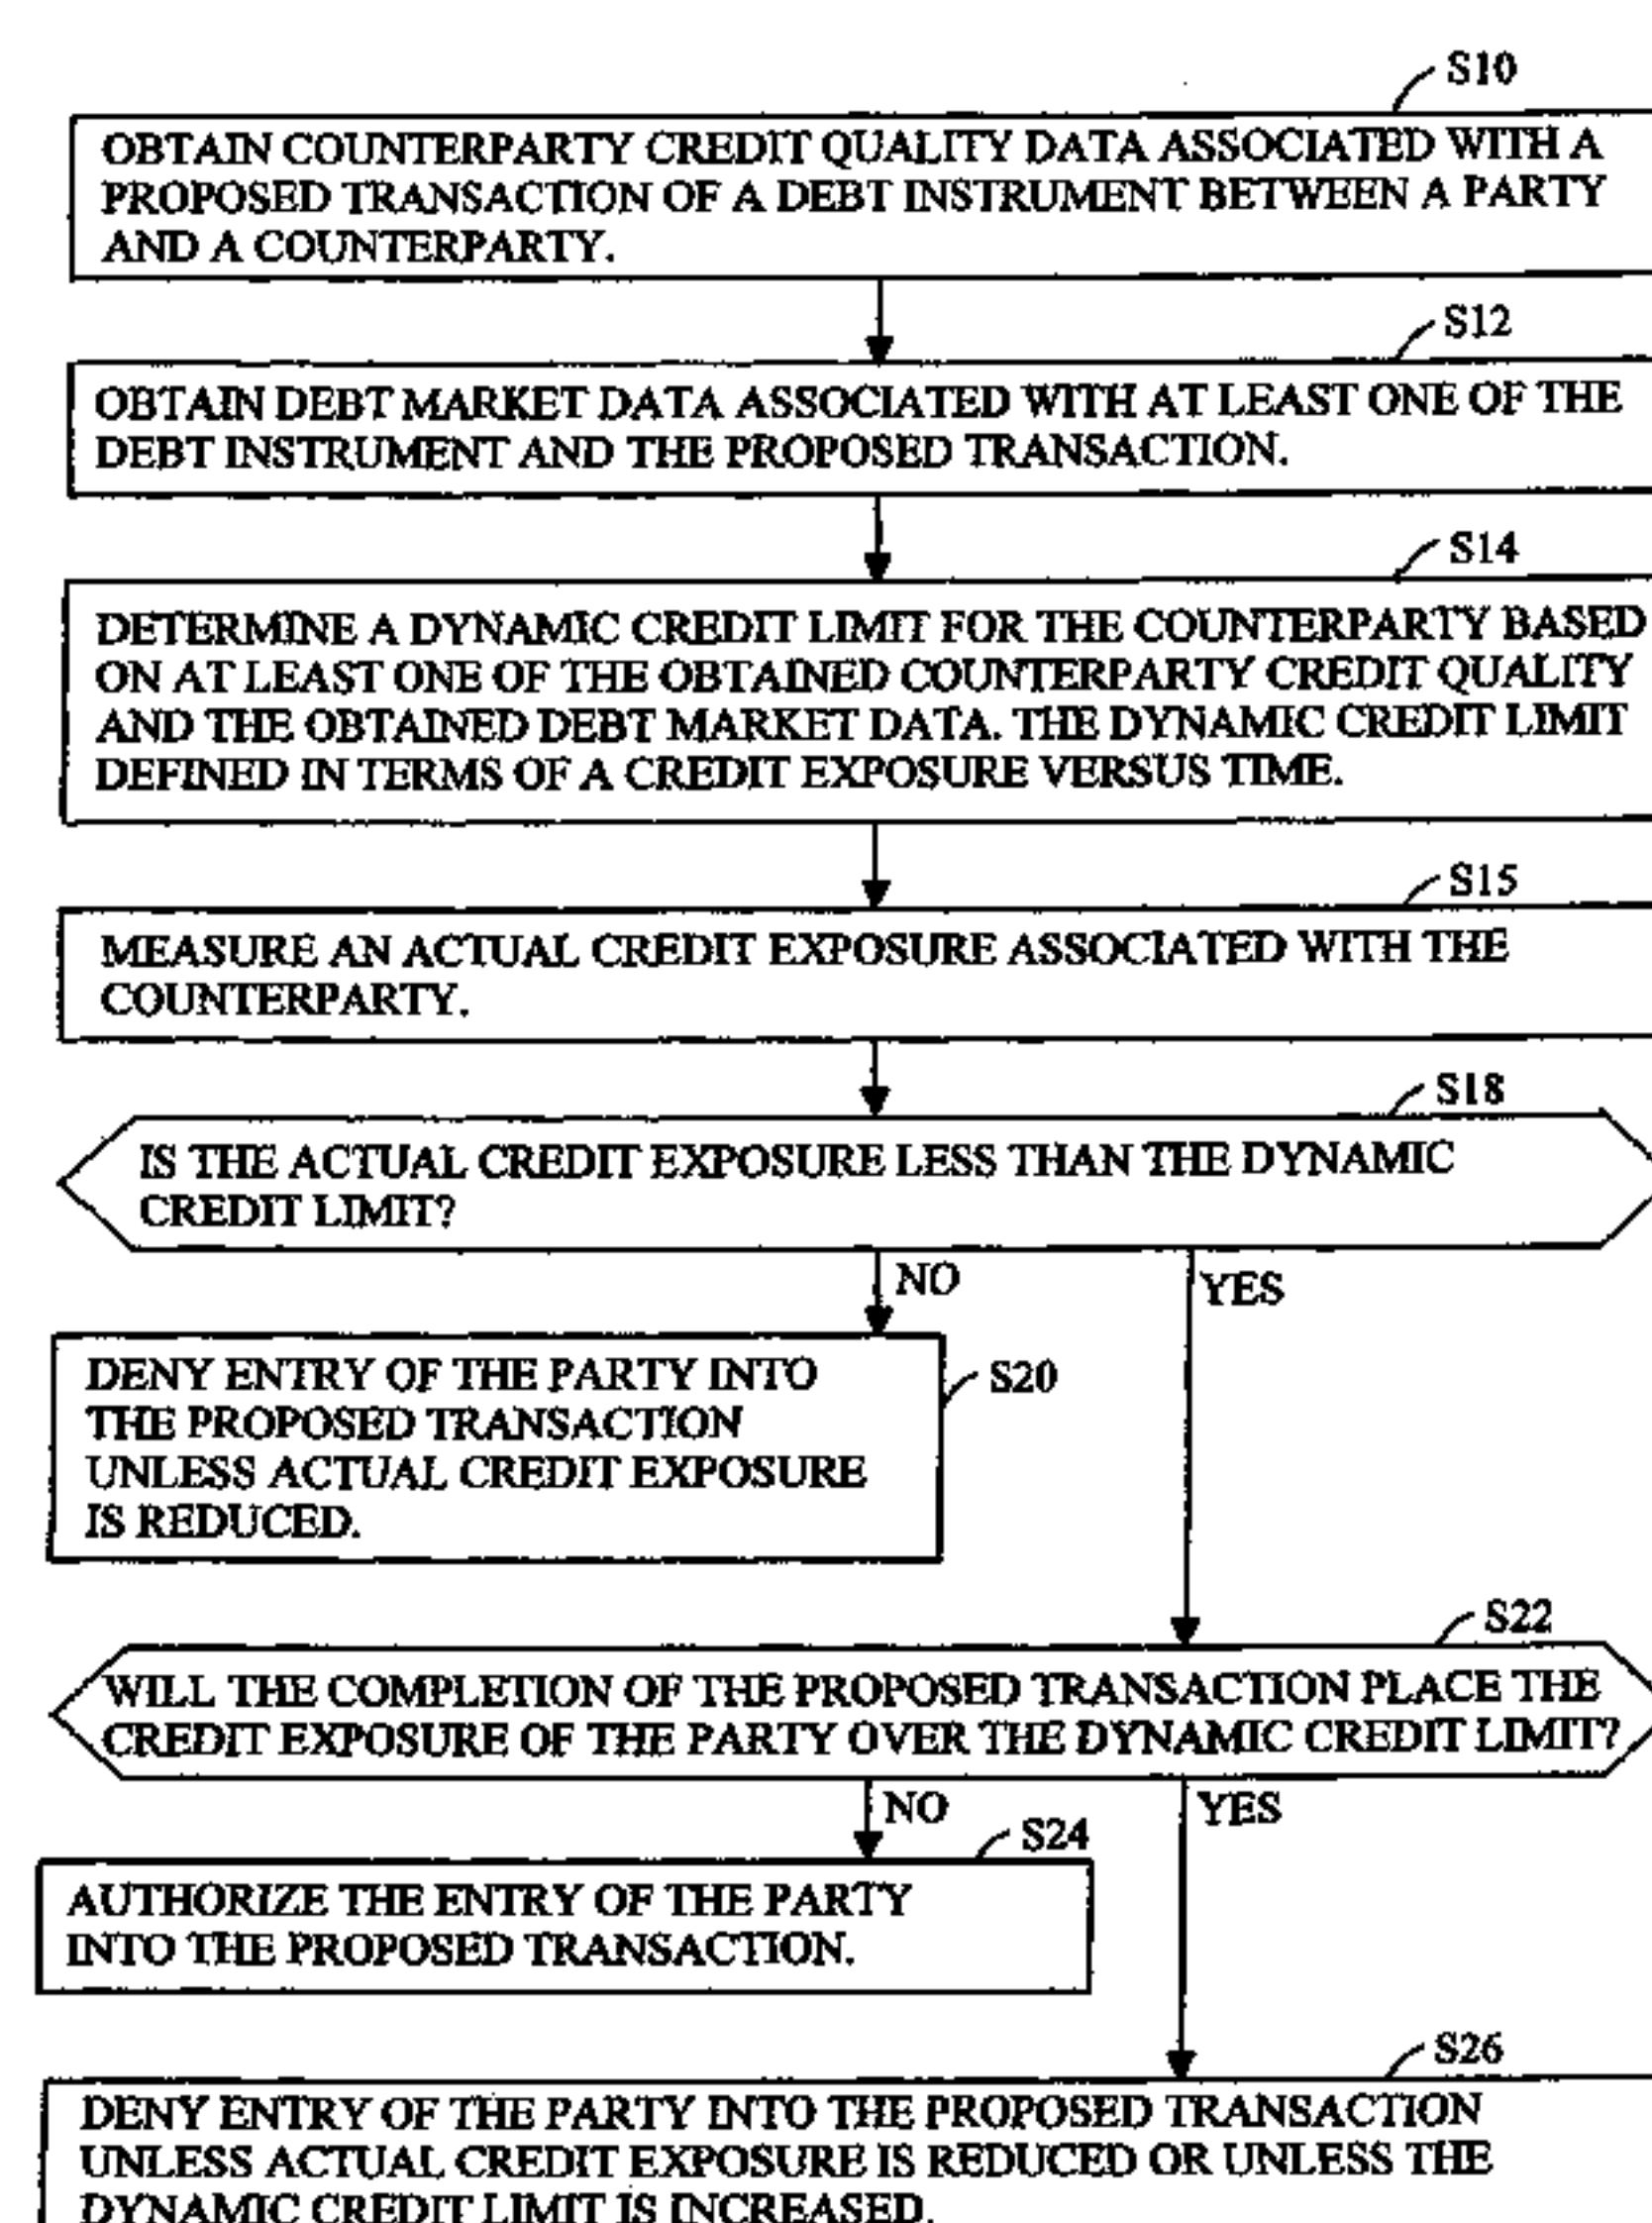 S10
OBTAIN COUNTERPARTY CREDIT QUALITY DATA ASSOCIATED WITH A
PROPOSED TRANSACTION OF A DEBT INSTRUMENT BETWEEN A PARTY
AND A COUNTERPARTY.
S12
OBTAIN DEBT MARKET DATA ASSOCIATED WITH AT LEAST ONE OF THE
DEBT INSTRUMENT AND THE PROPOSED TRANSACTION.
S14
DETERMINE A DYNAMIC CREDIT LIMIT FOR THE COUNTERPARTY BASED
ON AT LEAST ONE OF THE OBTAINED COUNTERPARTY CREDIT QUALITY
AND THE OBTAINED DEBT MARKET DATA. THE DYNAMIC CREDIT LIMIT
DEFINED IN TERMS OF A CREDIT EXPOSURE VERSUS TIME.
S15
MEASURE AN ACTUAL CREDIT EXPOSURE ASSOCIATED WITH THE
COUNTERPARTY.
S18
IS THE ACTUAL CREDIT EXPOSURE LESS THAN THE DYNAMIC
CREDIT LIMIT?
NO
YES
DENY ENTRY OF THE PARTY INTO
THE PROPOSED TRANSACTION
UNLESS ACTUAL CREDIT EXPOSURE
IS REDUCED.
S20
S22
WILL THE COMPLETION OF THE PROPOSED TRANSACTION PLACE THE
CREDIT EXPOSURE OF THE PARTY OVER THE DYNAMIC CREDIT LIMIT?
NO
YES
S24
AUTHORIZE THE ENTRY OF THE PARTY
INTO THE PROPOSED TRANSACTION.
S26
DENY ENTRY OF THE PARTY INTO THE PROPOSED TRANSACTION
UNLESS ACTUAL CREDIT EXPOSURE IS REDUCED OR UNLESS THE
DYNAMIC CREDIT LIMIT IS INCREASED.